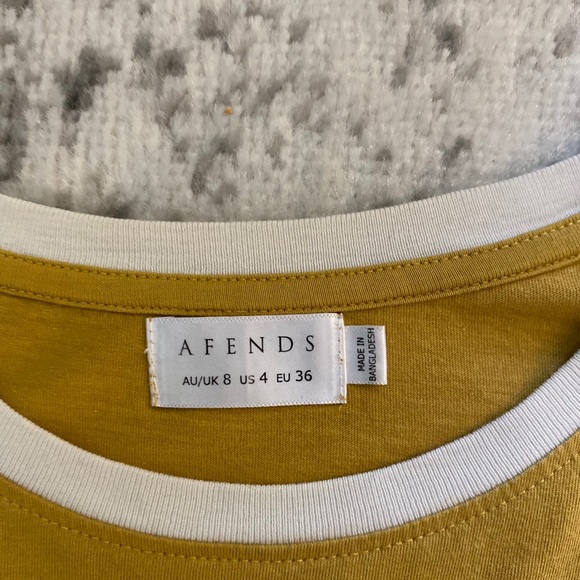 AFENDS
AU/UK 8 US 4 EU 36
MADE IN
BANGLADESH